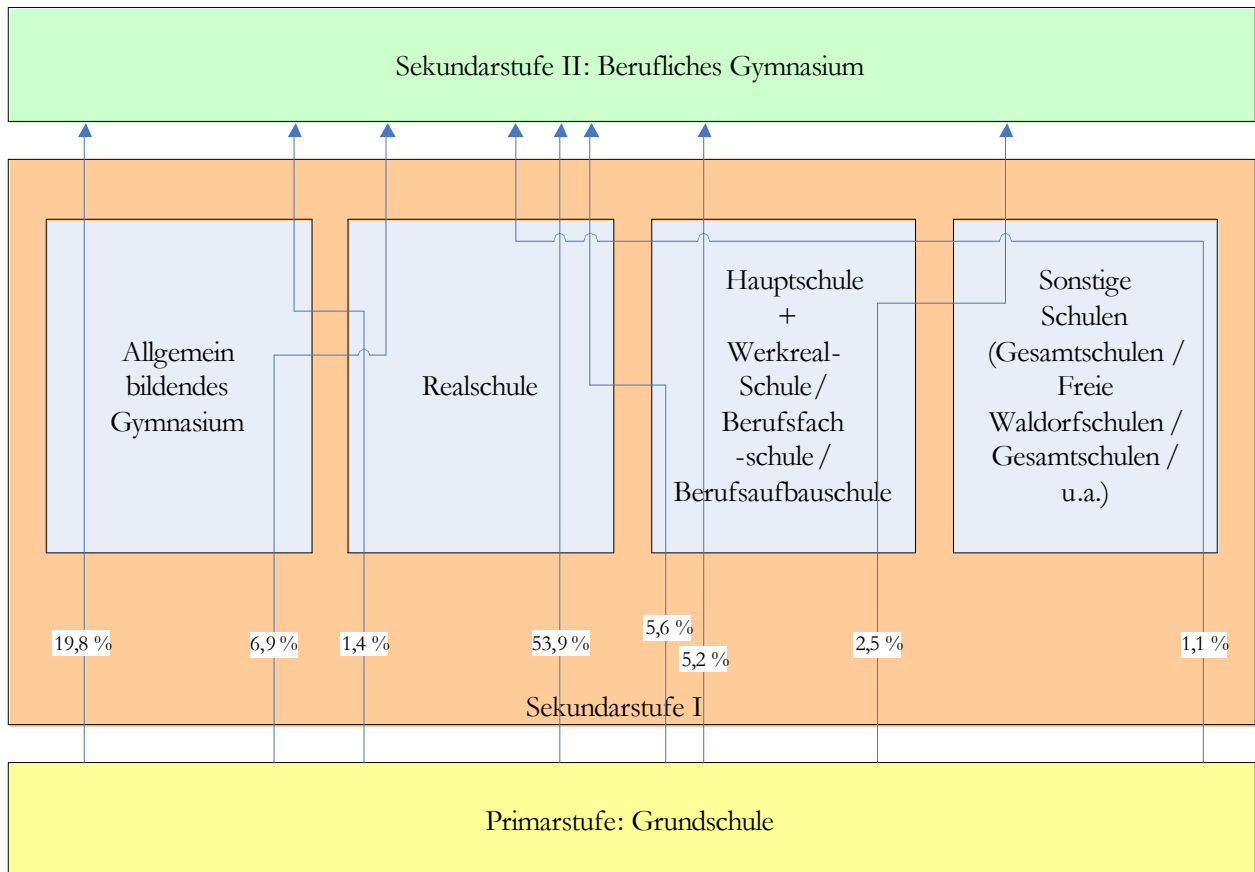 Sekundarstufe II: Berufliches Gymnasium
Allgemein
bildendes
Gymnasium
Realschule
Hauptschule
+
Werkreal-
Schule/
Berufsfach
-schule /
Berufsaufbauschule
Sonstige
Schulen
(Gesamtschulen /
Freie
Waldorfschulen /
Gesamtschulen /
u.a.)
19,8 %
6,9 %
1,4 %
53,9 %
5,6 %
5,2 %
2,5 %
1,1 %
Sekundarstufe I
Primarstufe: Grundschule